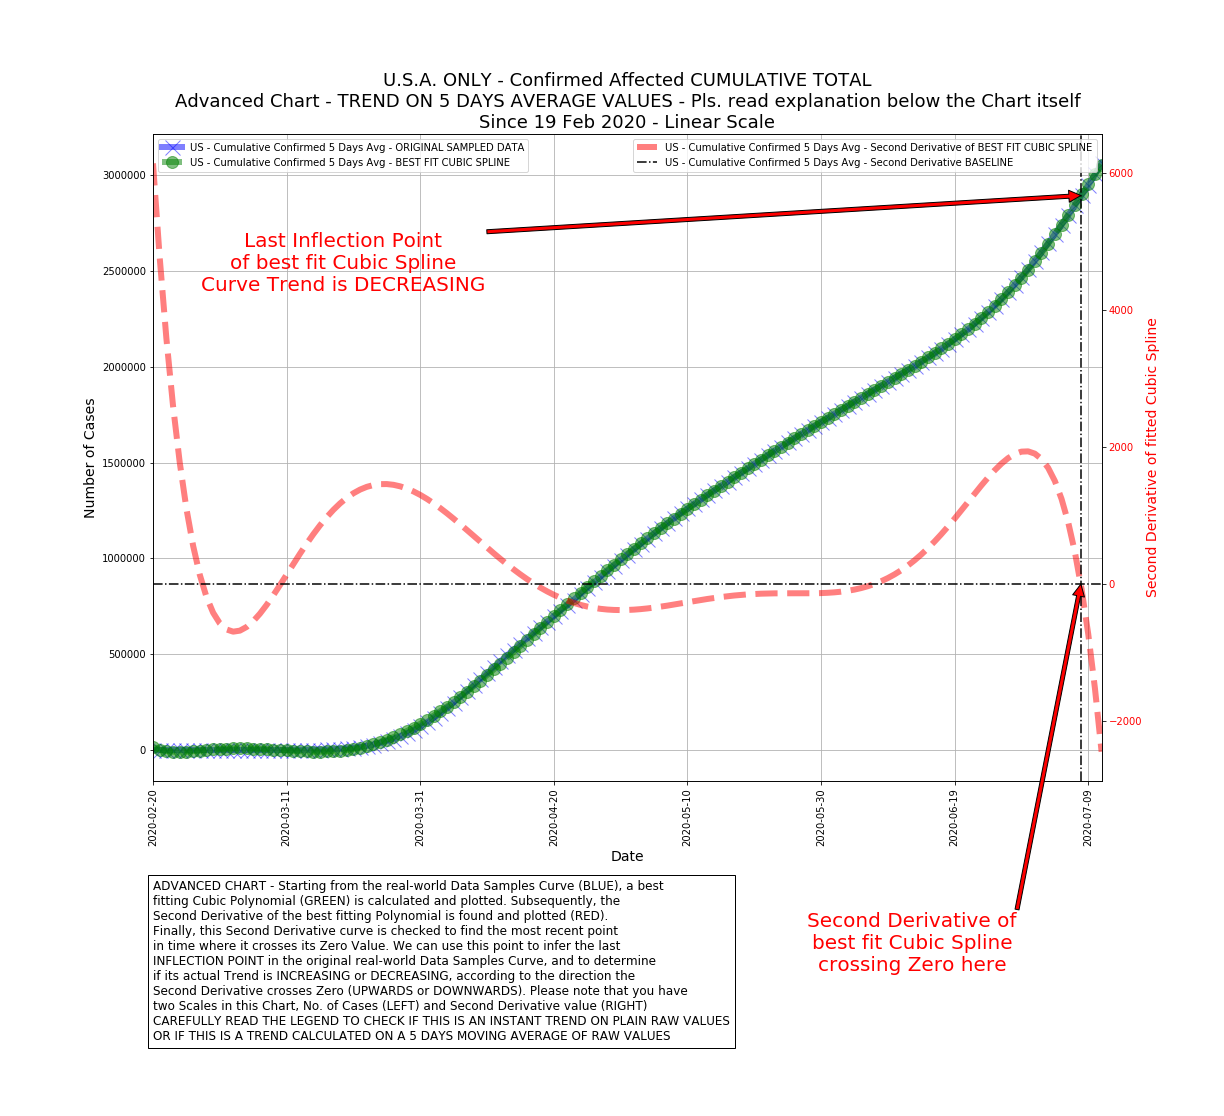 U.S.A. ONLY - Confirmed Affected CUMULATIVE TOTAL
Advanced Chart - TREND ON 5 DAYS AVERAGE VALUES - Pls. read explanation below the Chart itself
Since 19 Feb 2020 - Linear Scale
US - Cumulative Confirmed 5 Days Avg - ORIGINAL SAMPLED DATA
US - Cumulative Confirmed 5 Days Avg - BEST FIT CUBIC SPLINE
US - Cumulative Confirmed 5 Days Avg - Second Derivative of BEST FIT CUBIC SPLINE
US - Cumulative Confirmed 5 Days Avg - Second Derivative BASELINE
Last Inflection Point
of best fit Cubic Spline
Curve Trend is DECREASING
Number of Cases
3000000
2500000
2000000
1500000
1000000
500000
0
6000
4000
2000
0
−2000
Second Derivative of fitted Cubic Spline
2020-02-20
2020-03-11
2020-03-31
2020-04-20
2020-05-10
2020-05-30
2020-06-19
2020-07-09
Date
ADVANCED CHART - Starting from the real-world Data Samples Curve (BLUE), a best
fitting Cubic Polynomial (GREEN) is calculated and plotted. Subsequently, the
Second Derivative of the best fitting Polynomial is found and plotted (RED).
Finally, this Second Derivative curve is checked to find the most recent point
in time where it crosses its Zero Value. We can use this point to infer the last
INFLECTION POINT in the original real-world Data Samples Curve, and to determine
if its actual Trend is INCREASING or DECREASING, according to the direction the
Second Derivative crosses Zero (UPWARDS or DOWNWARDS). Please note that you have
two Scales in this Chart, No. of Cases (LEFT) and Second Derivative value (RIGHT)
CAREFULLY READ THE LEGEND TO CHECK IF THIS IS AN INSTANT TREND ON PLAIN RAW VALUES
OR IF THIS IS A TREND CALCULATED ON A 5 DAYS MOVING AVERAGE OF RAW VALUES
Second Derivative of
best fit Cubic Spline
crossing Zero here